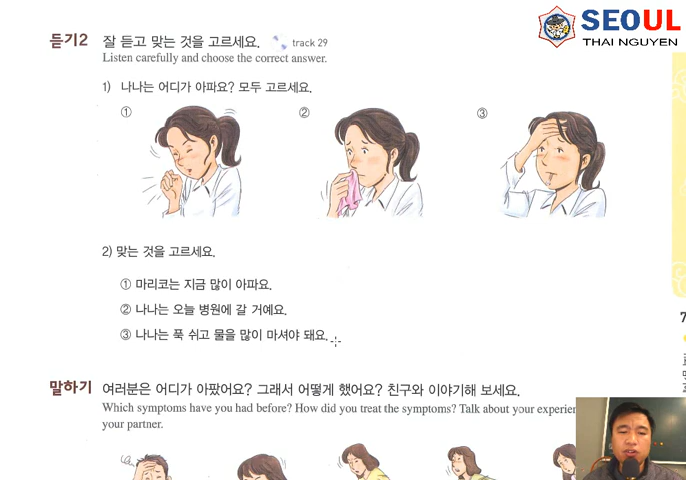 SEOUL
THAI NGUYEN
듣기2 잘 듣고 맞는 것을 고르세요. track 29
Listen carefully and choose the correct answer.
1) 나나는 어디가 아파요? 모두 고르세요.
① ② ③
2) 맞는 것을 고르세요.
① 마리코는 지금 많이 아파요.
② 나나는 오늘 병원에 갈 거예요.
③ 나나는 푹 쉬고 물을 많이 마셔야 돼요.
7
말하기 여러분은 어디가 아팠어요? 그래서 어떻게 했어요? 친구와 이야기해 보세요.
Which symptoms have you had before? How did you treat the symptoms? Talk about your
your partner.